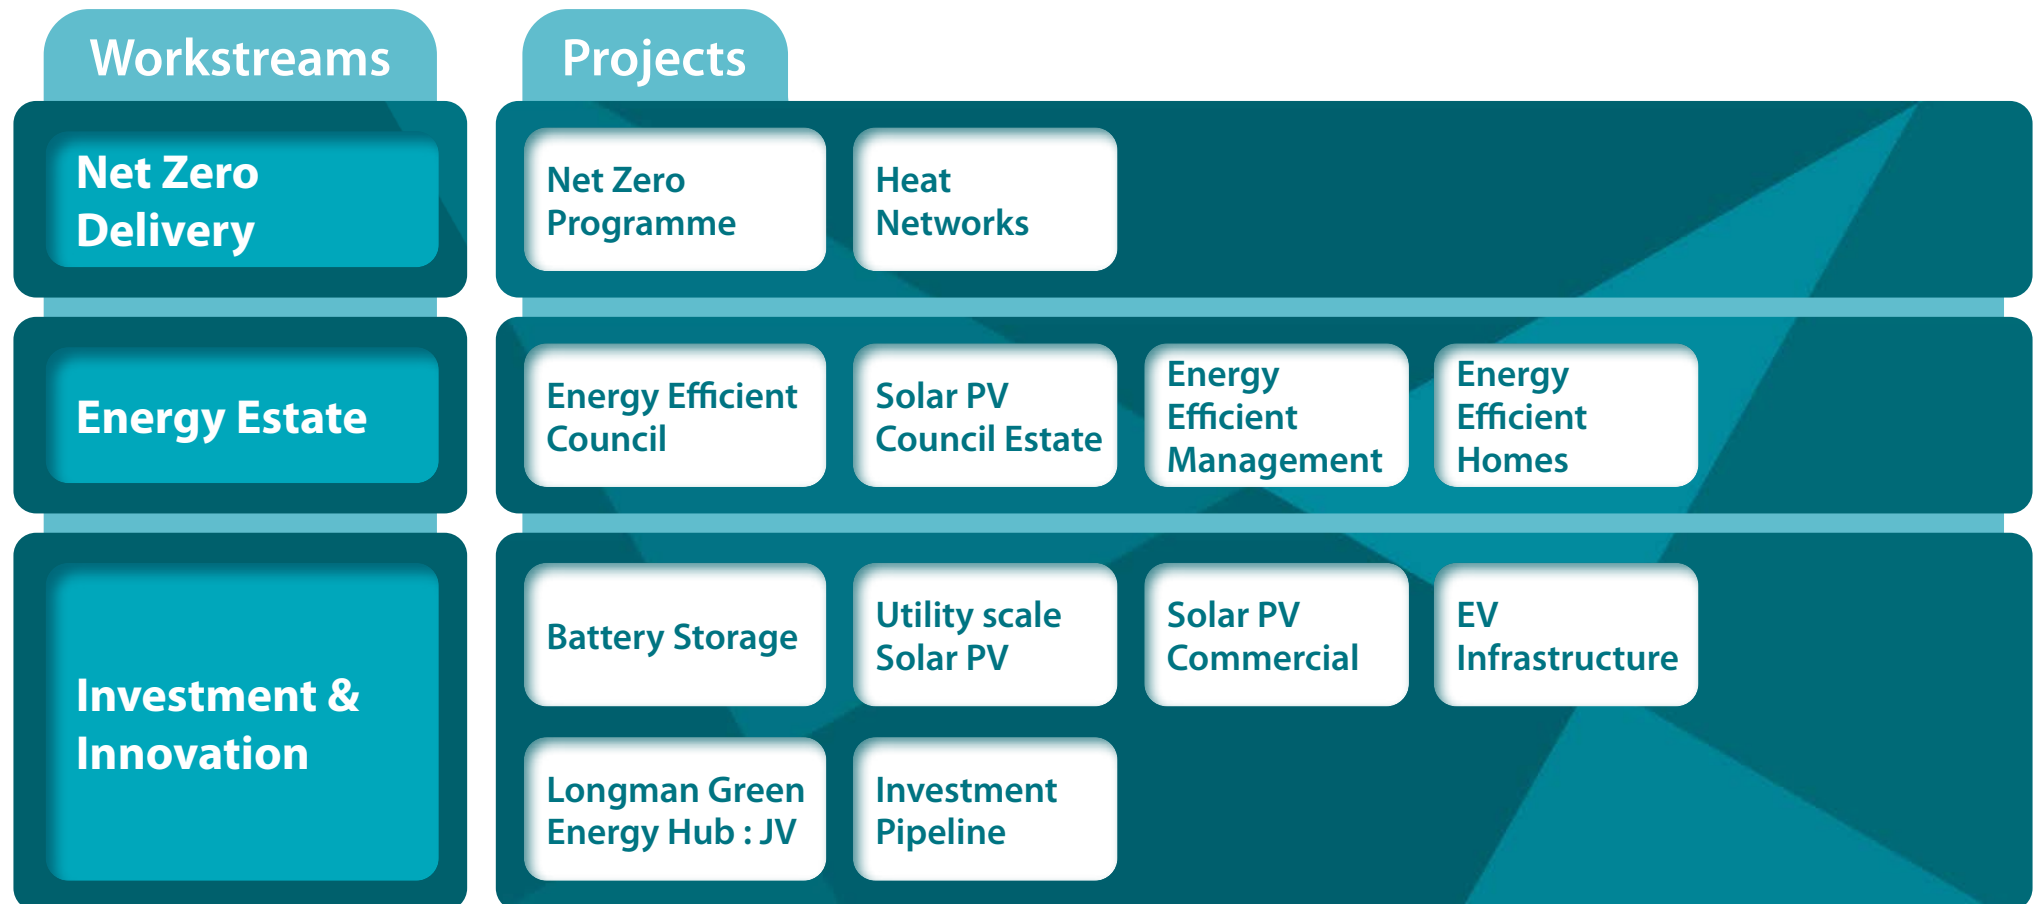 Workstreams
Projects
Net Zero
Delivery
Net Zero
Programme
Heat
Networks
Energy Estate
Energy Efficient
Council
Solar PV
Council Estate
Energy
Efficient
Management
Energy
Efficient
Homes
Investment &
Innovation
Battery Storage
Utility scale
Solar PV
Solar PV
Commercial
EV
Infrastructure
Longman Green
Energy Hub : JV
Investment
Pipeline